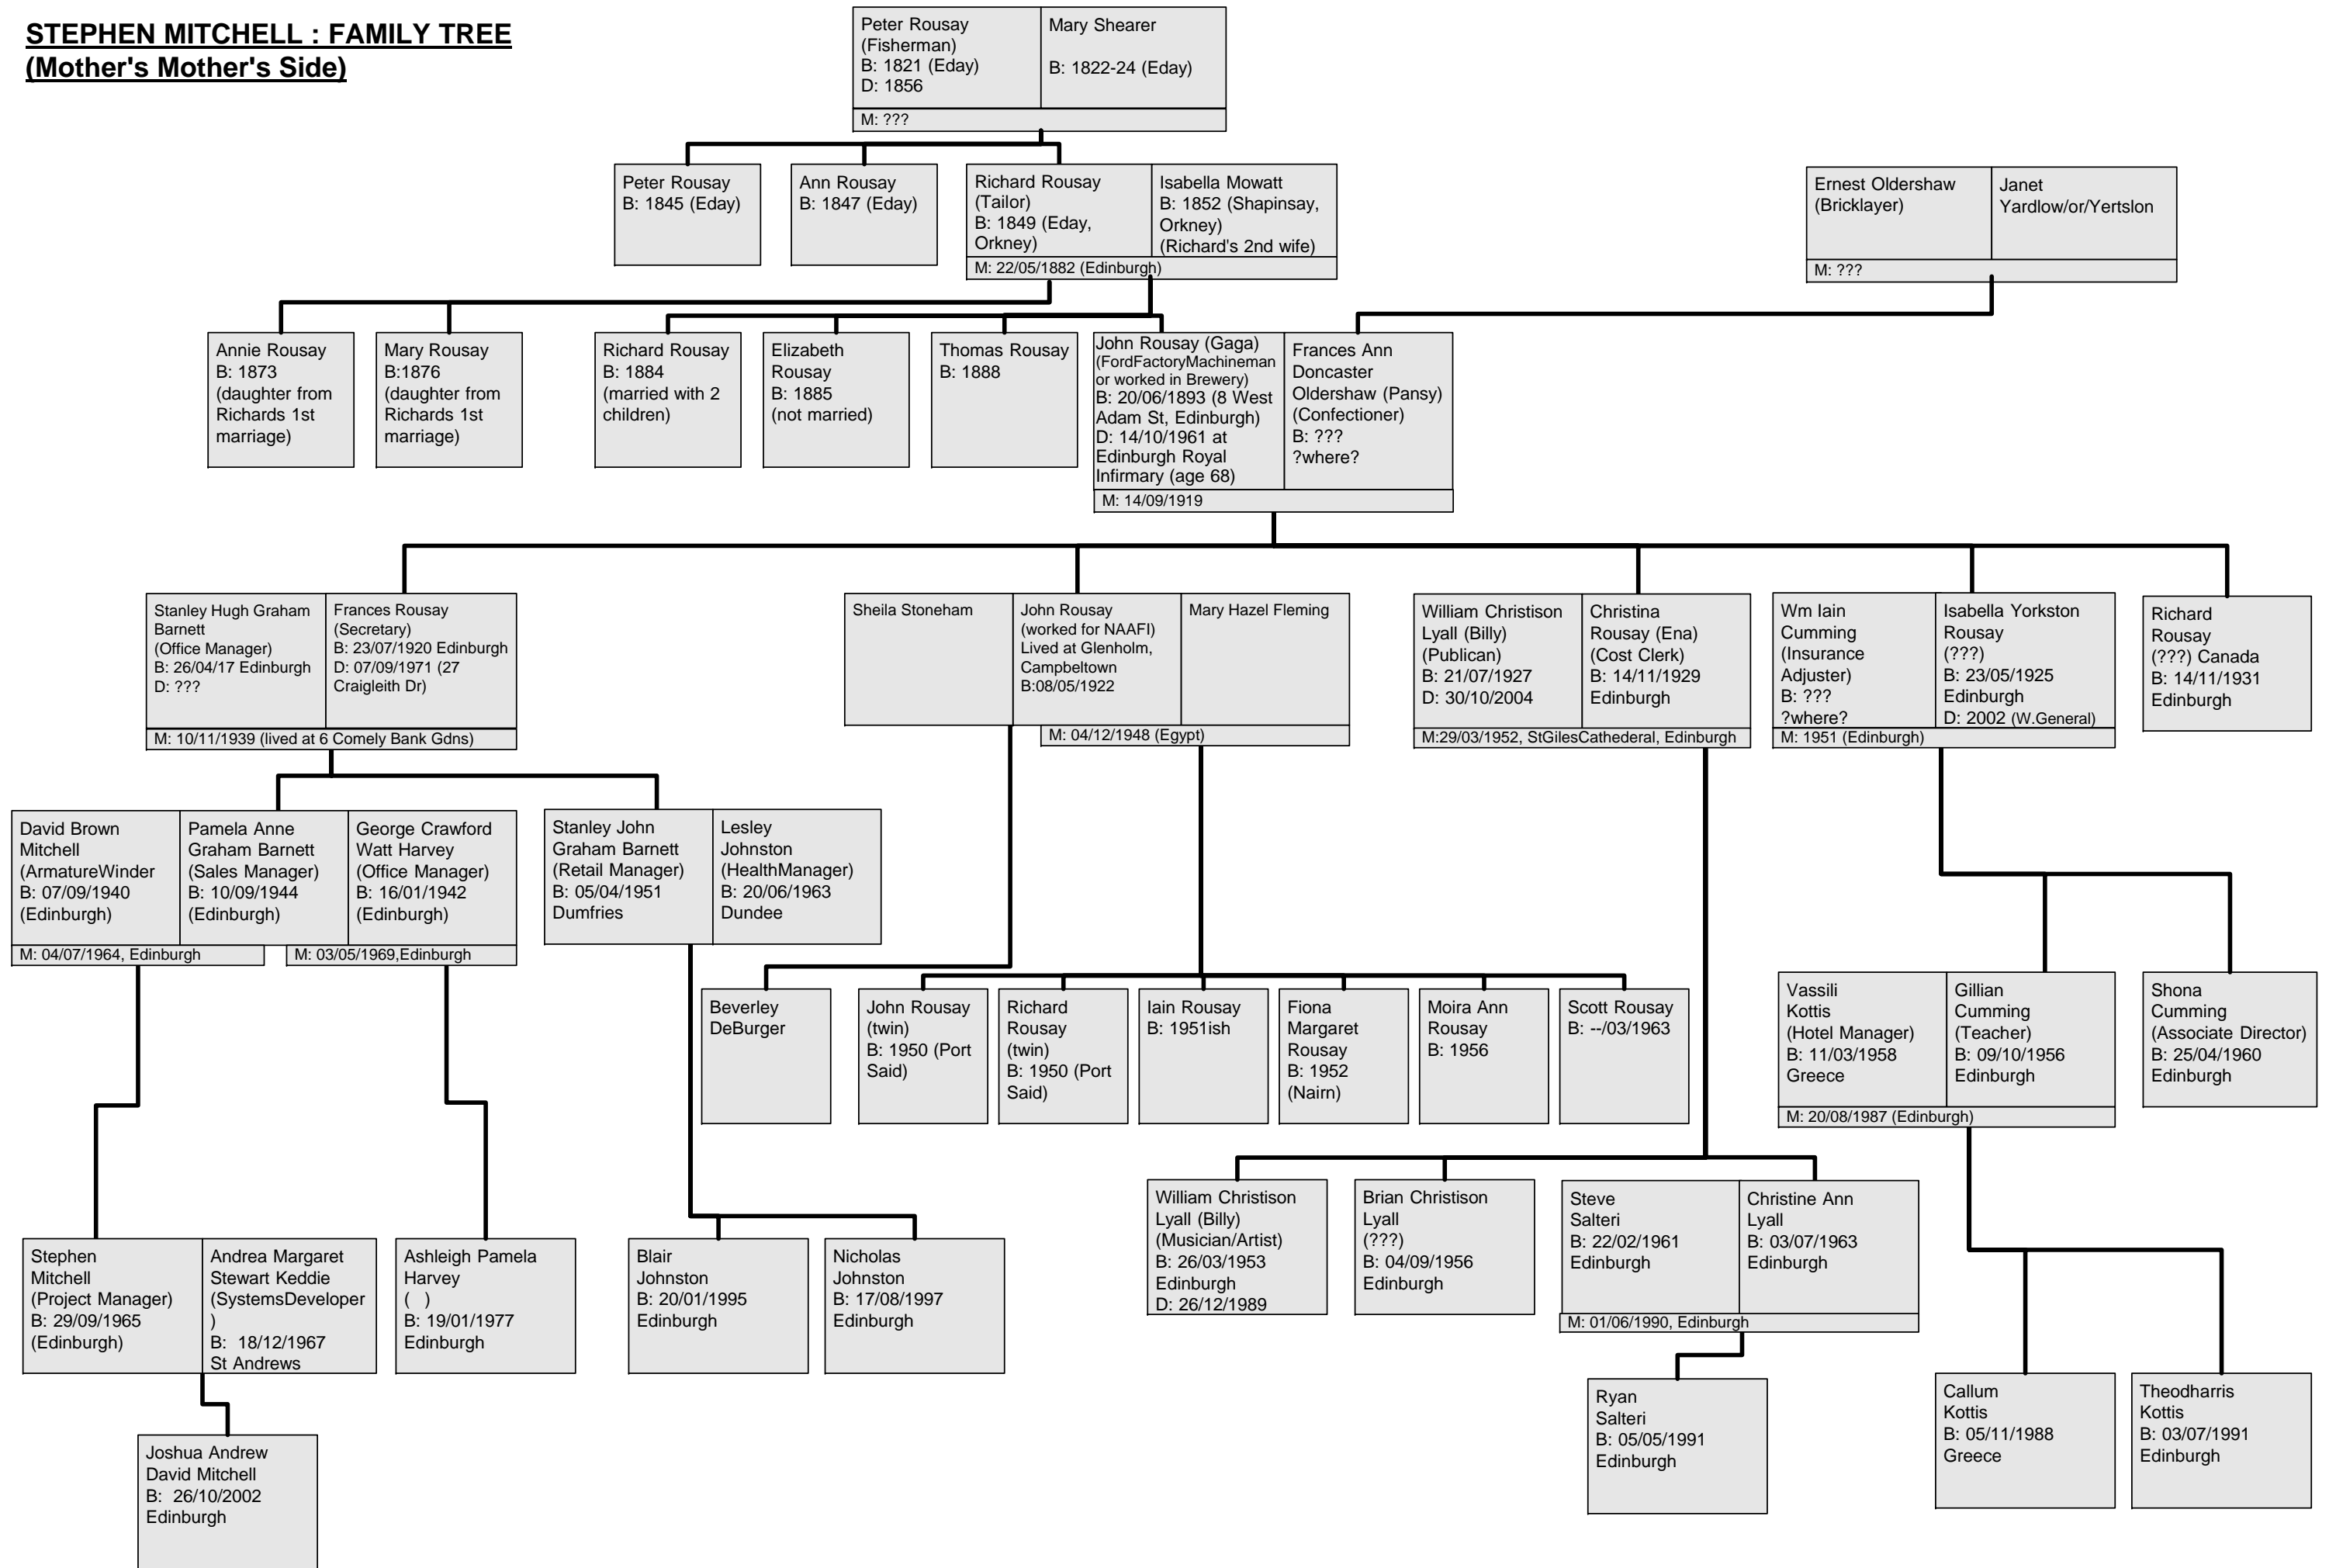 STEPHEN MITCHELL : FAMILY TREE
(Mother's Mother's Side)
Peter Rousay
(Fisherman)
B: 1821 (Eday)
D: 1856
Mary Shearer
B: 1822-24 (Eday)
M: ???
Peter Rousay
B: 1845 (Eday)
Ann Rousay
B: 1847 (Eday)
Richard Rousay
(Tailor)
B: 1849 (Eday,
Orkney)
Isabella Mowatt
B: 1852 (Shapinsay,
Orkney)
(Richard's 2nd wife)
M: 22/05/1882 (Edinburgh)
Ernest Oldershaw
(Bricklayer)
Janet
Yardlow/or/Yertslon
M: ???
Annie Rousay
B: 1873
(daughter from
Richards 1st
marriage)
Mary Rousay
B:1876
(daughter from
Richards 1st
marriage)
Richard Rousay
B: 1884
(married with 2
children)
Elizabeth
Rousay
B: 1885
(not married)
Thomas Rousay
B: 1888
John Rousay (Gaga)
(FordFactoryMachineman
or worked in Brewery)
B: 20/06/1893 (8 West
Adam St, Edinburgh)
D: 14/10/1961 at
Edinburgh Royal
Infirmary (age 68)
Frances Ann
Doncaster
Oldershaw (Pansy)
(Confectioner)
B: ???
?where?
M: 14/09/1919
Stanley Hugh Graham
Barnett
(Office Manager)
B: 26/04/17 Edinburgh
D: ???
Frances Rousay
(Secretary)
B: 23/07/1920 Edinburgh
D: 07/09/1971 (27
Craigleith Dr)
M: 10/11/1939 (lived at 6 Comely Bank Gdns)
Sheila Stoneham
John Rousay
(worked for NAAFI)
Lived at Glenholm,
Campbeltown
B:08/05/1922
Mary Hazel Fleming
M: 04/12/1948 (Egypt)
William Christison
Lyall (Billy)
(Publican)
B: 21/07/1927
D: 30/10/2004
Christina
Rousay (Ena)
(Cost Clerk)
B: 14/11/1929
Edinburgh
M:29/03/1952, StGilesCathederal, Edinburgh
Wm Iain
Cumming
(Insurance
Adjuster)
B: ???
?where?
Isabella Yorkston
Rousay
(???)
B: 23/05/1925
Edinburgh
D: 2002 (W.General)
M: 1951 (Edinburgh)
Richard
Rousay
(???) Canada
B: 14/11/1931
Edinburgh
David Brown
Mitchell
(ArmatureWinder
B: 07/09/1940
(Edinburgh)
Pamela Anne
Graham Barnett
(Sales Manager)
B: 10/09/1944
(Edinburgh)
George Crawford
Watt Harvey
(Office Manager)
B: 16/01/1942
(Edinburgh)
M: 04/07/1964, Edinburgh
M: 03/05/1969,Edinburgh
Stanley John
Graham Barnett
(Retail Manager)
B: 05/04/1951
Dumfries
Lesley
Johnston
(HealthManager)
B: 20/06/1963
Dundee
Beverley
DeBurger
John Rousay
(twin)
B: 1950 (Port
Said)
Richard
Rousay
(twin)
B: 1950 (Port
Said)
Iain Rousay
B: 1951ish
Fiona
Margaret
Rousay
B: 1952
(Nairn)
Moira Ann
Rousay
B: 1956
Scott Rousay
B: --/03/1963
Vassili
Kottis
(Hotel Manager)
B: 11/03/1958
Greece
Gillian
Cumming
(Teacher)
B: 09/10/1956
Edinburgh
M: 20/08/1987 (Edinburgh)
Shona
Cumming
(Associate Director)
B: 25/04/1960
Edinburgh
William Christison
Lyall (Billy)
(Musician/Artist)
B: 26/03/1953
Edinburgh
D: 26/12/1989
Brian Christison
Lyall
(???)
B: 04/09/1956
Edinburgh
Steve
Salteri
B: 22/02/1961
Edinburgh
Christine Ann
Lyall
B: 03/07/1963
Edinburgh
M: 01/06/1990, Edinburgh
Stephen
Mitchell
(Project Manager)
B: 29/09/1965
(Edinburgh)
Andrea Margaret
Stewart Keddie
(SystemsDeveloper
)
B: 18/12/1967
St Andrews
Ashleigh Pamela
Harvey
( )
B: 19/01/1977
Edinburgh
Blair
Johnston
B: 20/01/1995
Edinburgh
Nicholas
Johnston
B: 17/08/1997
Edinburgh
Ryan
Salteri
B: 05/05/1991
Edinburgh
Callum
Kottis
B: 05/11/1988
Greece
Theodharris
Kottis
B: 03/07/1991
Edinburgh
Joshua Andrew
David Mitchell
B: 26/10/2002
Edinburgh